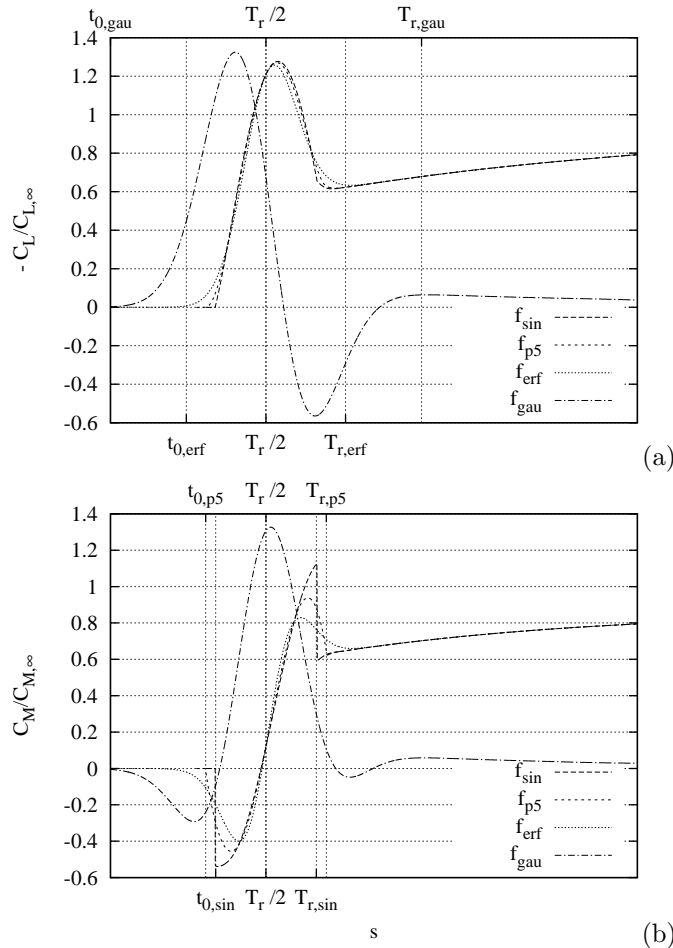 t0,gau Tr /2 Tr,gau
1.4
1.2
1
0.8
0.6
0.4
0.2
0
-0.2
-0.4
-0.6
- CL/CL,∞
fsin
fp5
ferf
fgau
t0,erf Tr /2 Tr,erf
(a)
t0,p5 Tr /2 Tr,p5
1.4
1.2
1
0.8
0.6
0.4
0.2
0
-0.2
-0.4
-0.6
CM/CM,∞
fsin
fp5
ferf
fgau
t0,sin Tr /2 Tr,sin
s
(b)